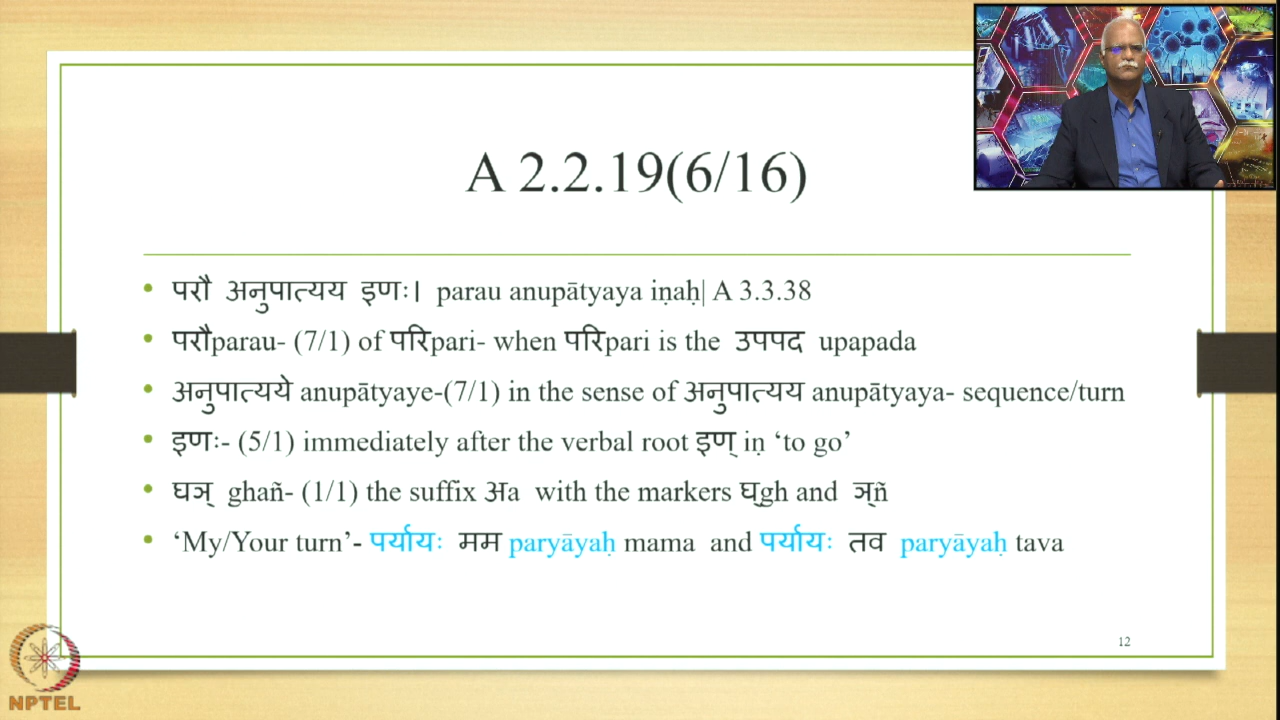 A 2.2.19(6/16)
• परौ अनुपात्यय इणः। parau anupātyaya iṇaḥ| A 3.3.38
• परौparau- (7/1) of परिpari- when परिpari is the उपपद upapada
• अनुपात्यये anupātyaye-(7/1) in the sense of अनुपात्यय anupātyaya- sequence/turn
• इणः- (5/1) immediately after the verbal root इण् iṇ ‘to go’
• घञ् ghañ- (1/1) the suffix अa with the markers घ्gh and ञ्ñ
• ‘My/Your turn’- पर्यायः मम paryāyaḥ mama and पर्यायः तव paryāyaḥ tava
12
NPTEL